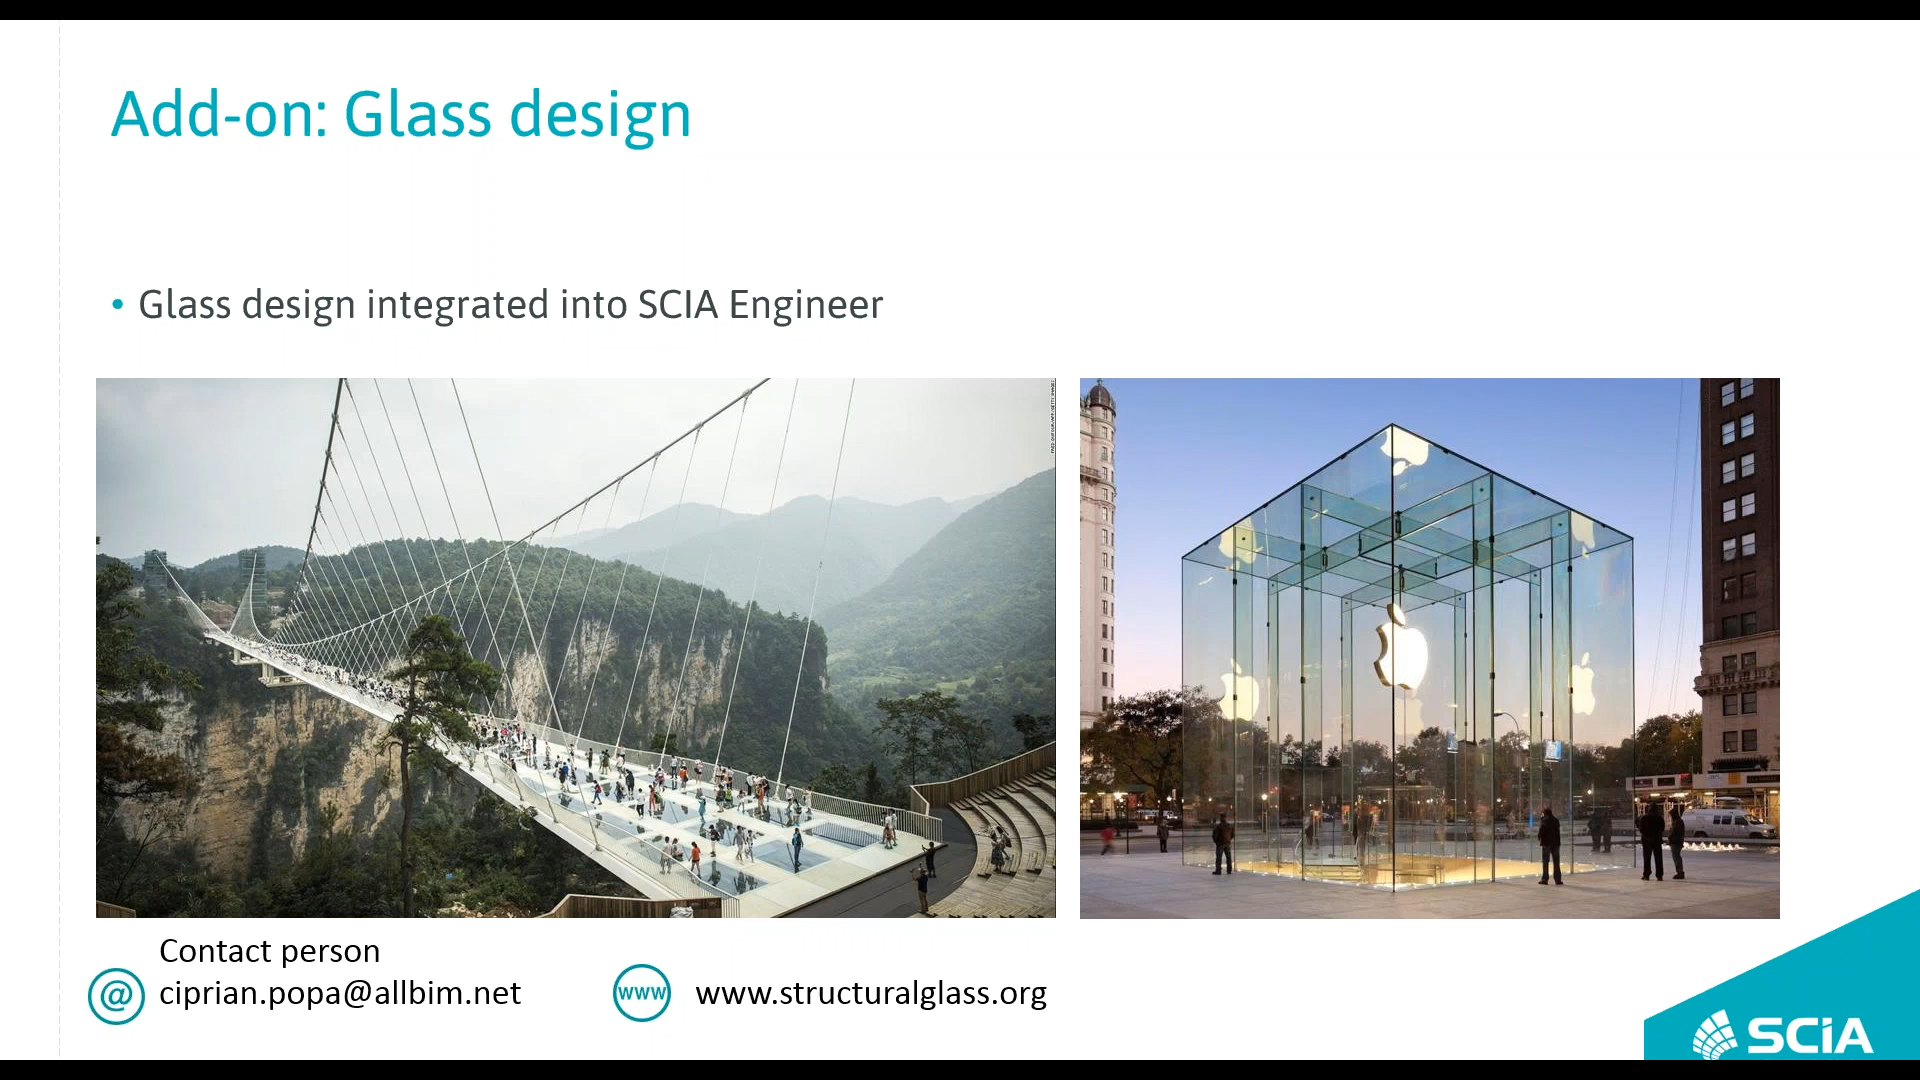 Add-on: Glass design
• Glass design integrated into SCIA Engineer
Contact person
@ ciprian.popa@allbim.net
www www.structuralglass.org
SCiA